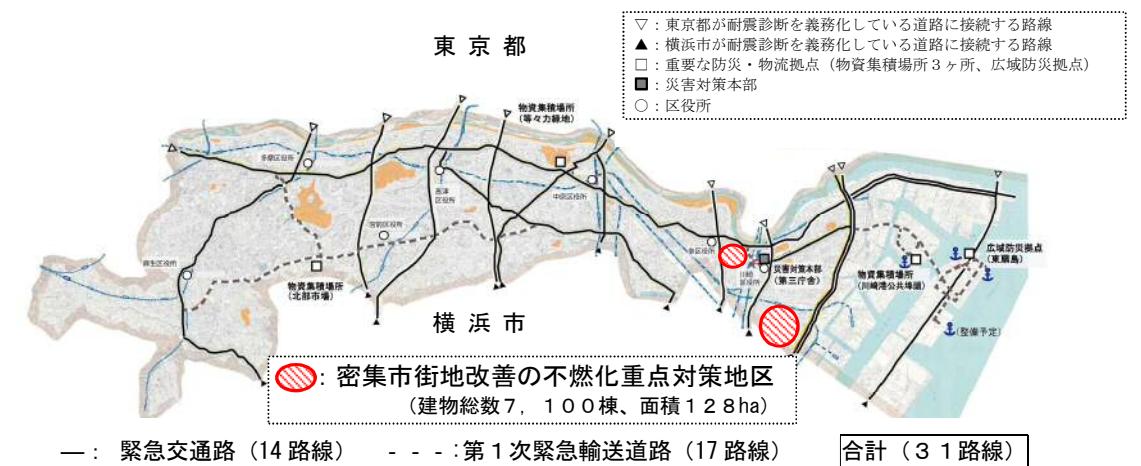 ▽：東京都が耐震診断を義務化している道路に接続する路線
▲：横浜市が耐震診断を義務化している道路に接続する路線
□：重要な防災・物流拠点（物資集積場所３ヶ所、広域防災拠点）
■：災害対策本部
○：区役所
東京都
物資集積場所
（等々力緑地）
多摩区役所
高津
区役所
中原区役所
宮前区役所
幸区役所
麻生区役所
川崎
区役所
災害対策本部
（第三庁舎）
物資集積場所
（川崎港公共埠頭）
広域防災拠点
（東扇島）
物資集積場所
（北部市場）
（整備予定）
横浜市
：密集市街地改善の不燃化重点対策地区
（建物総数７，１００棟、面積１２８ha）
―：緊急交通路（14路線）　- - -：第１次緊急輸送道路（17路線）　合計（３１路線）